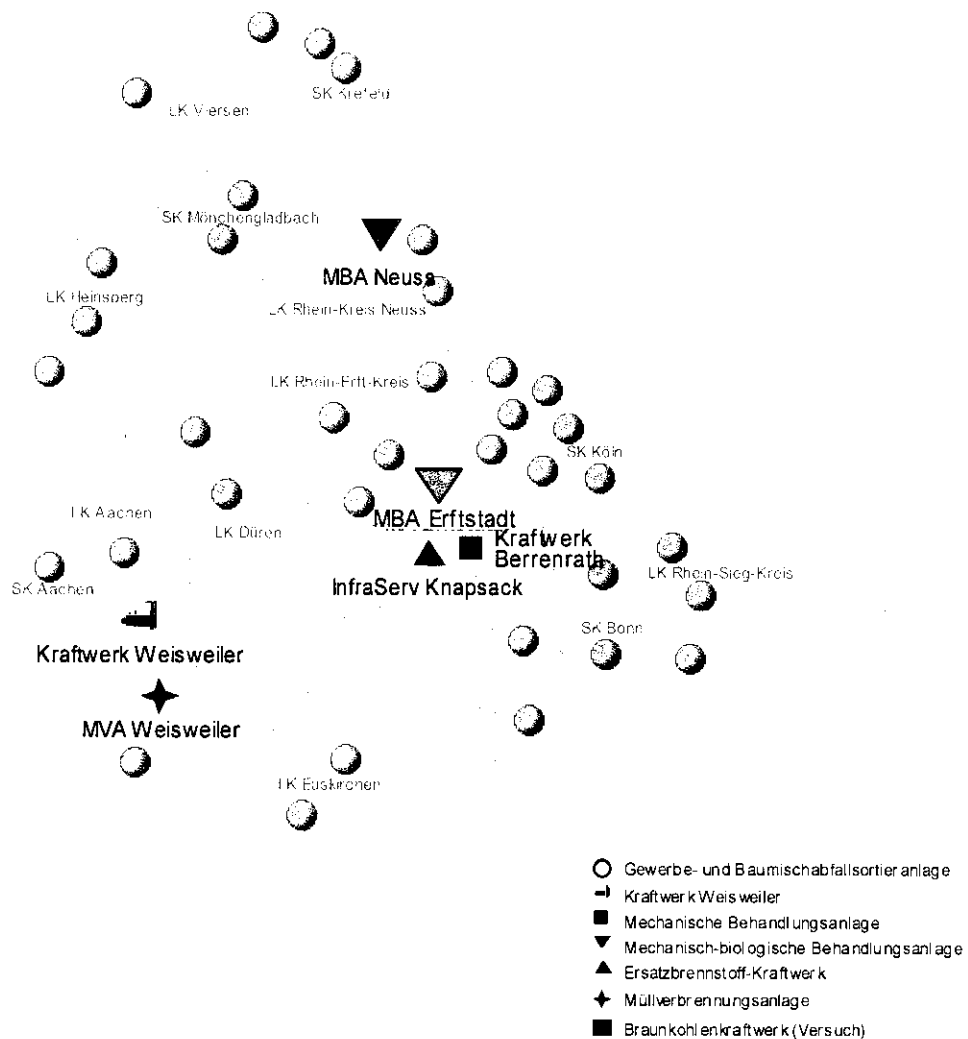 SK Krefeld
LK Viersen
SK Mönchengladbach
MBA Neuss
LK Heinsberg
LK Rhein-Kreis Neuss
LK Rhein-Erft-Kreis
SK Köln
MBA Erftstadt
LK Aachen
LK Düren
Kraftwerk
Berrenrath
InfraServ Knapsack
LK Rhein-Sieg-Kreis
SK Aachen
SK Bonn
Kraftwerk Weisweiler
MVA Weisweiler
LK Euskirchen
Gewerbe- und Baumischabfallsortieranlage
Kraftwerk Weisweiler
Mechanische Behandlungsanlage
Mechanisch-biologische Behandlungsanlage
Ersatzbrennstoff-Kraftwerk
Müllverbrennungsanlage
Braunkohlenkraftwerk (Versuch)